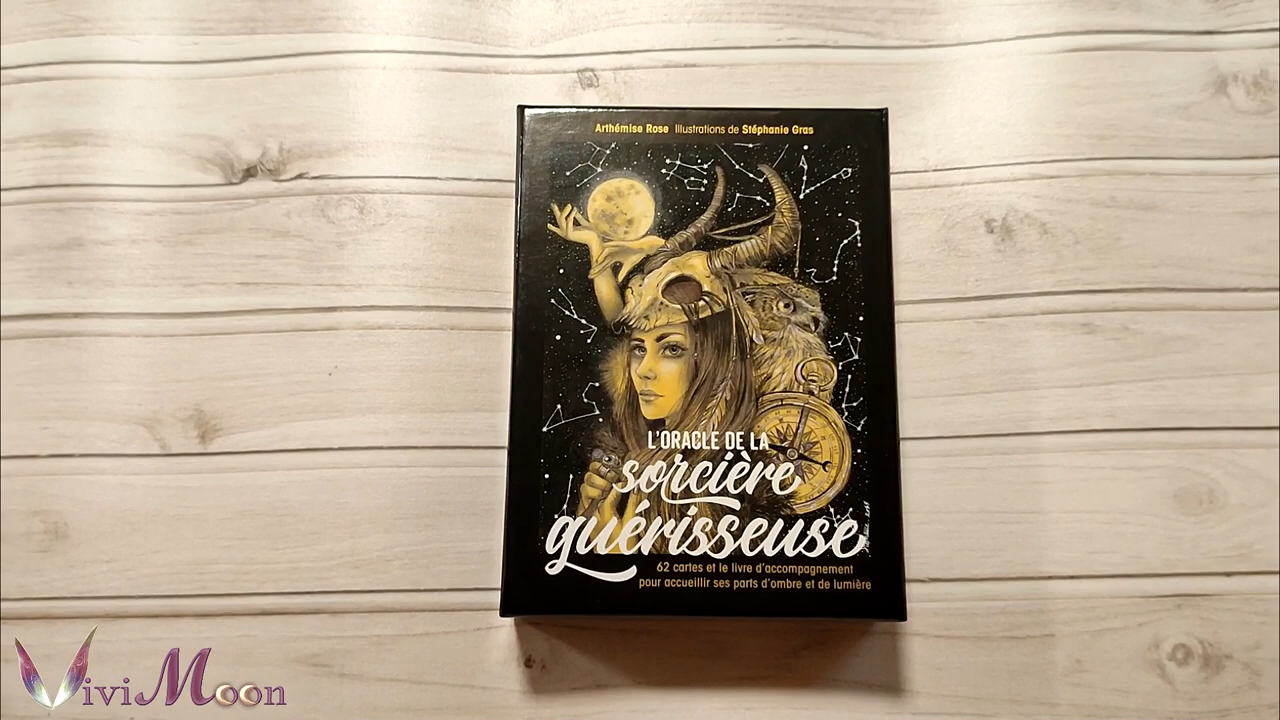 Arthémise Rose Illustrations de Stéphanie Gras
L'ORACLE DE LA
sorcière
guérisseuse
62 cartes et le livre d'accompagnement
pour accueillir ses parts d'ombre et de lumière
ViviMoon